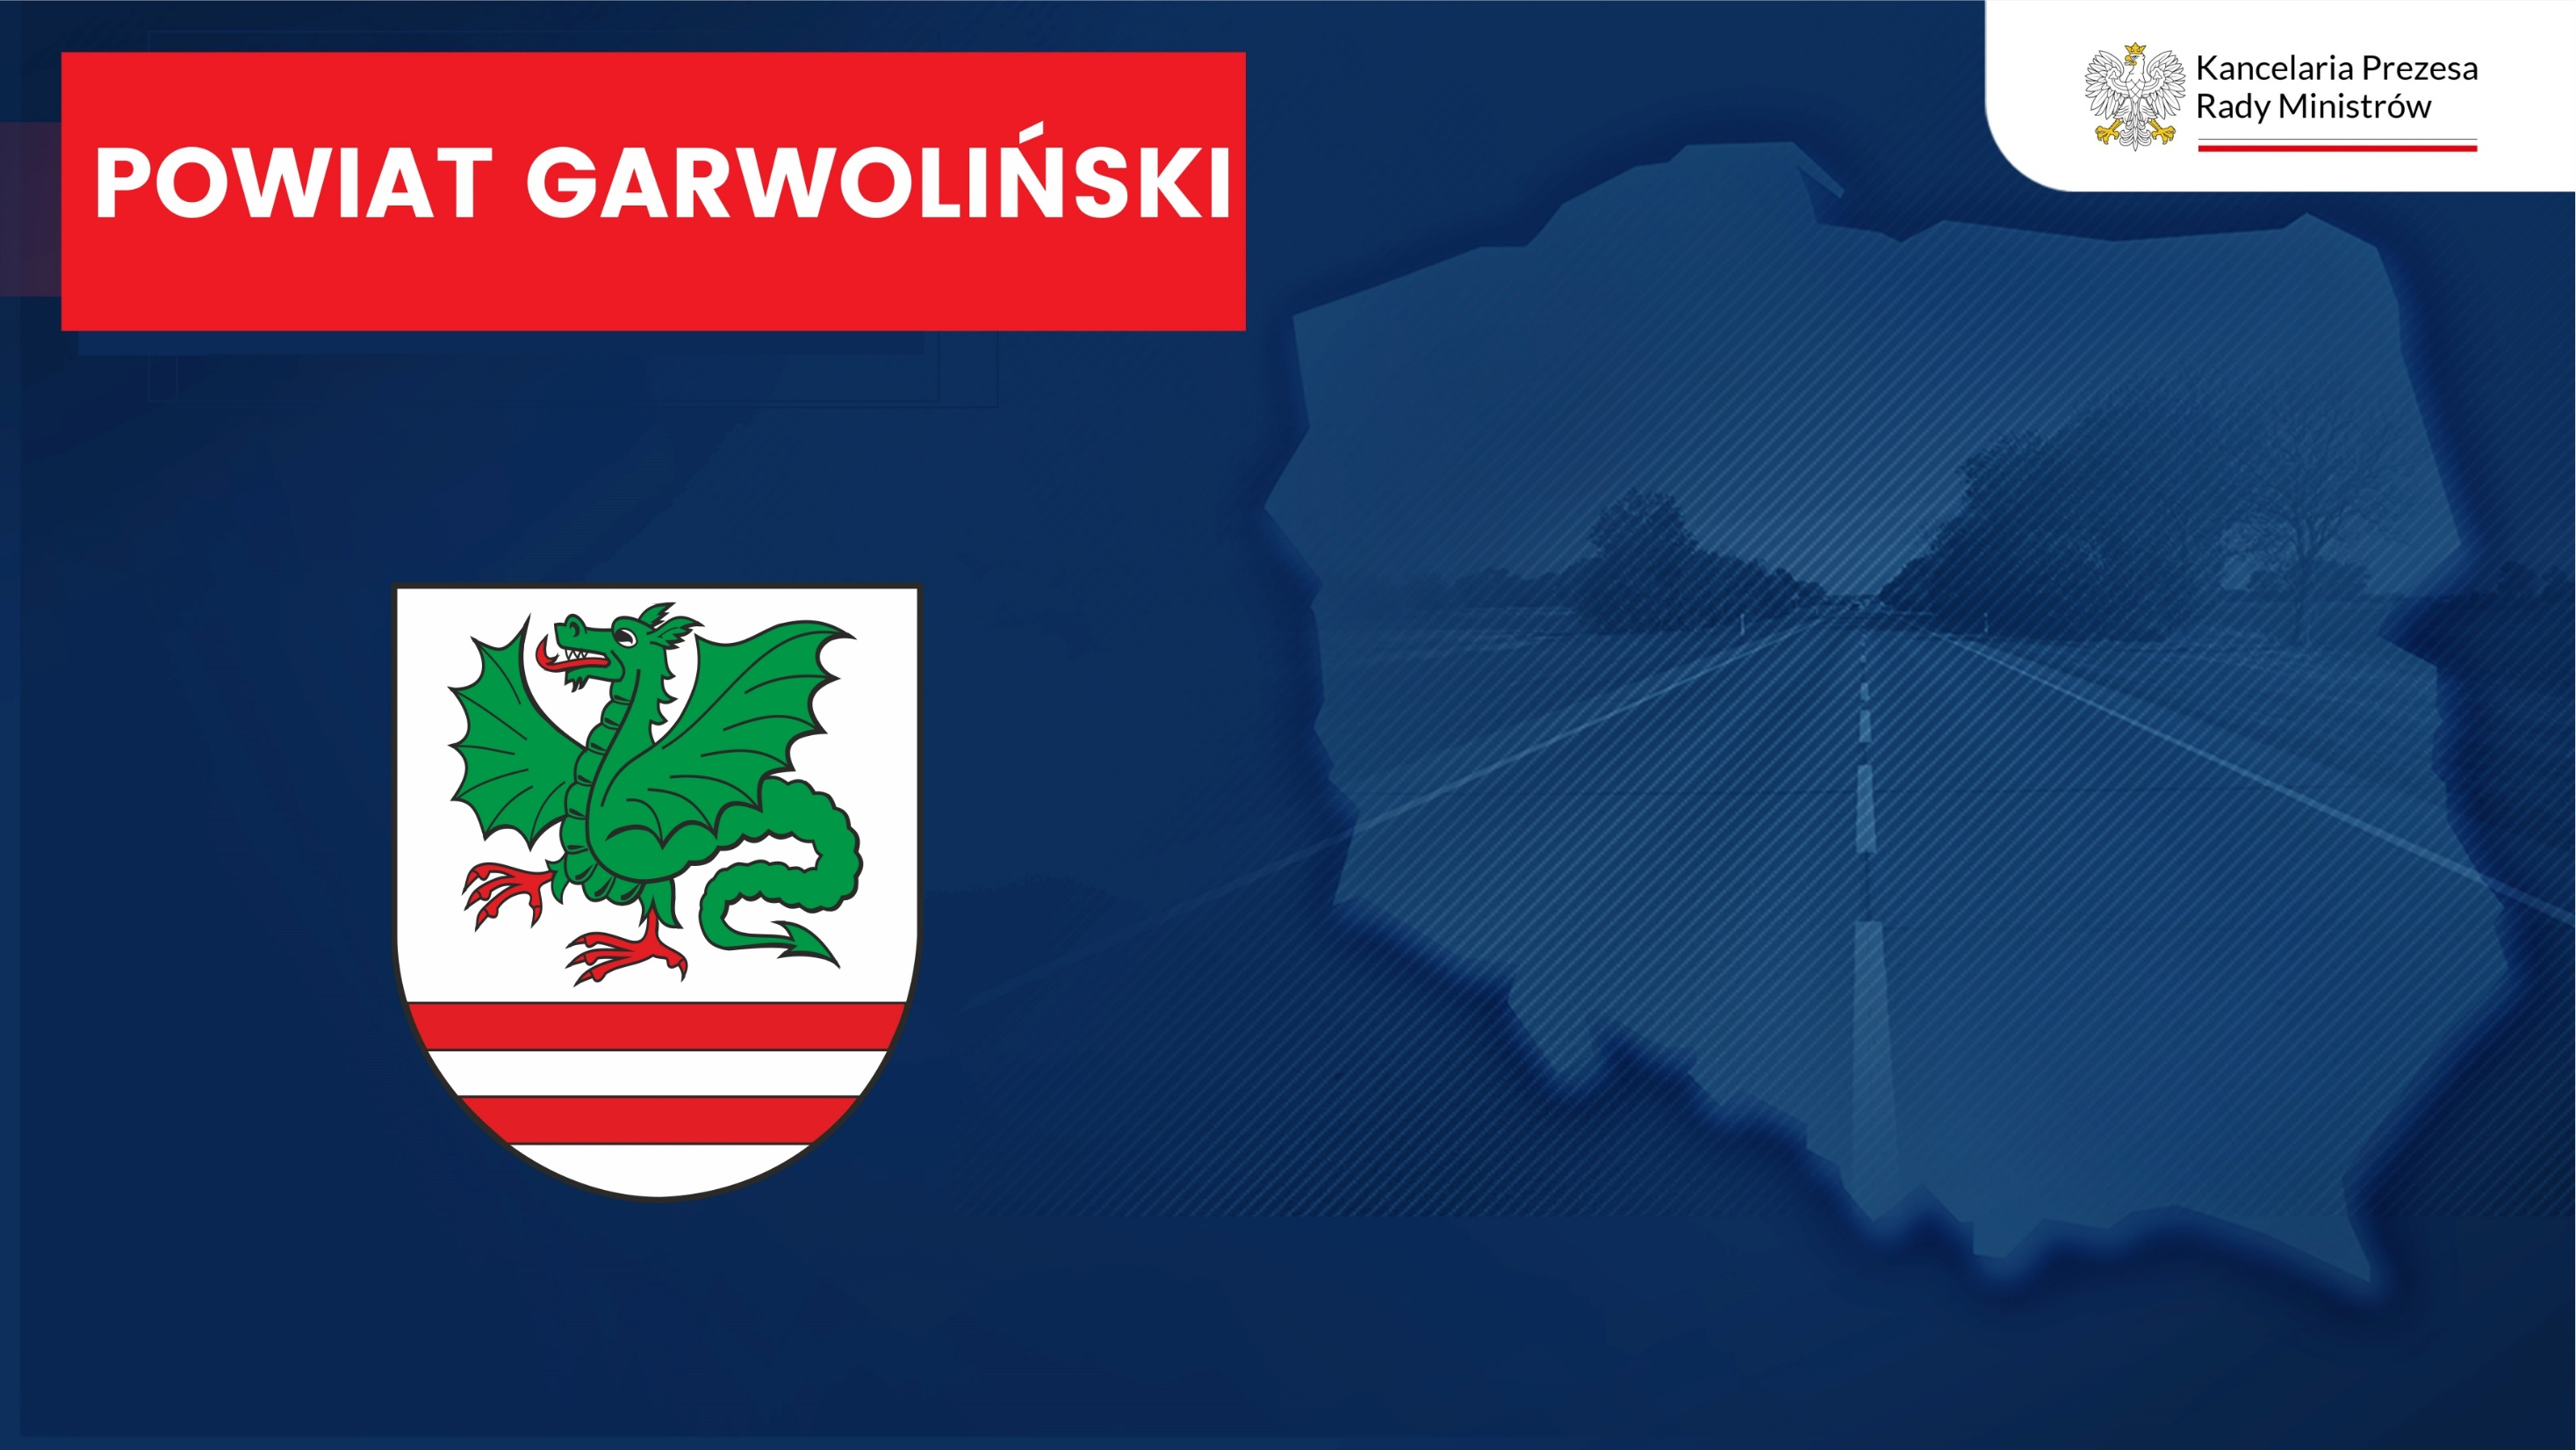 POWIAT GARWOLIŃSKI
Kancelaria Prezesa
Rady Ministrów